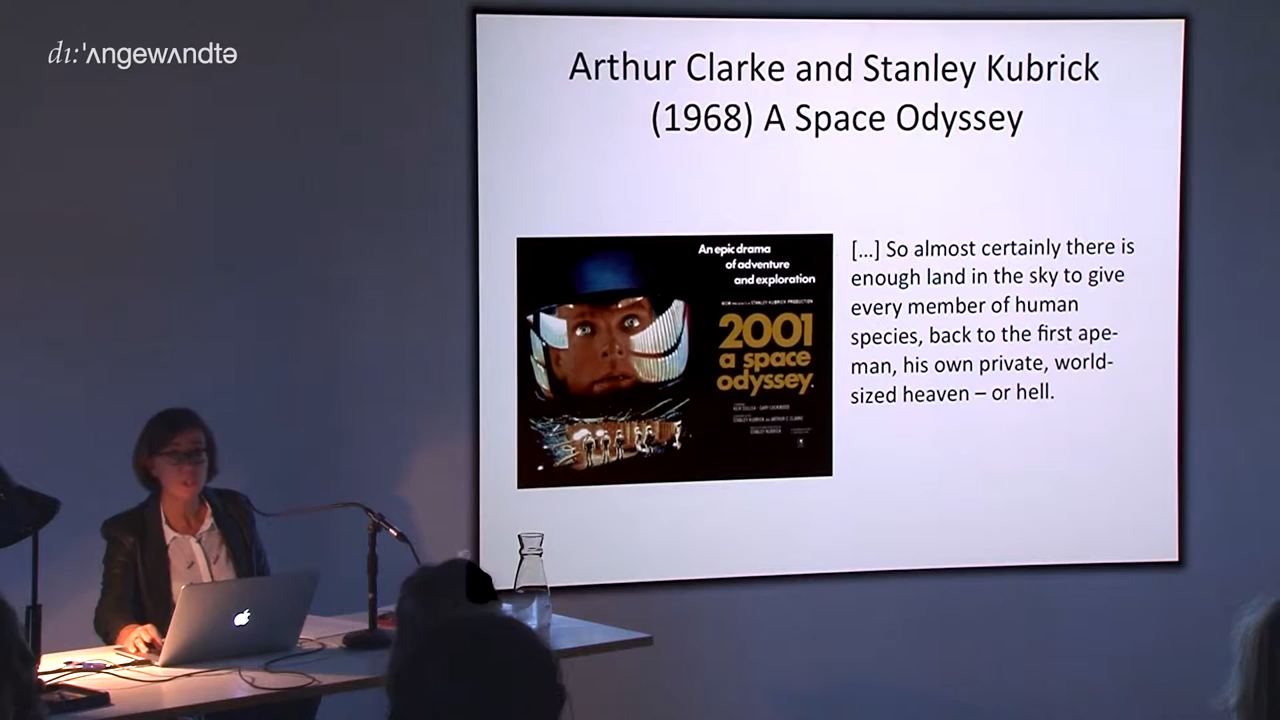 dı:ˈʌngewʌndtə
Arthur Clarke and Stanley Kubrick
(1968) A Space Odyssey
An epic drama
of adventure
and exploration
2001
a space
odyssey
[...] So almost certainly there is
enough land in the sky to give
every member of human
species, back to the first ape-
man, his own private, world-
sized heaven – or hell.